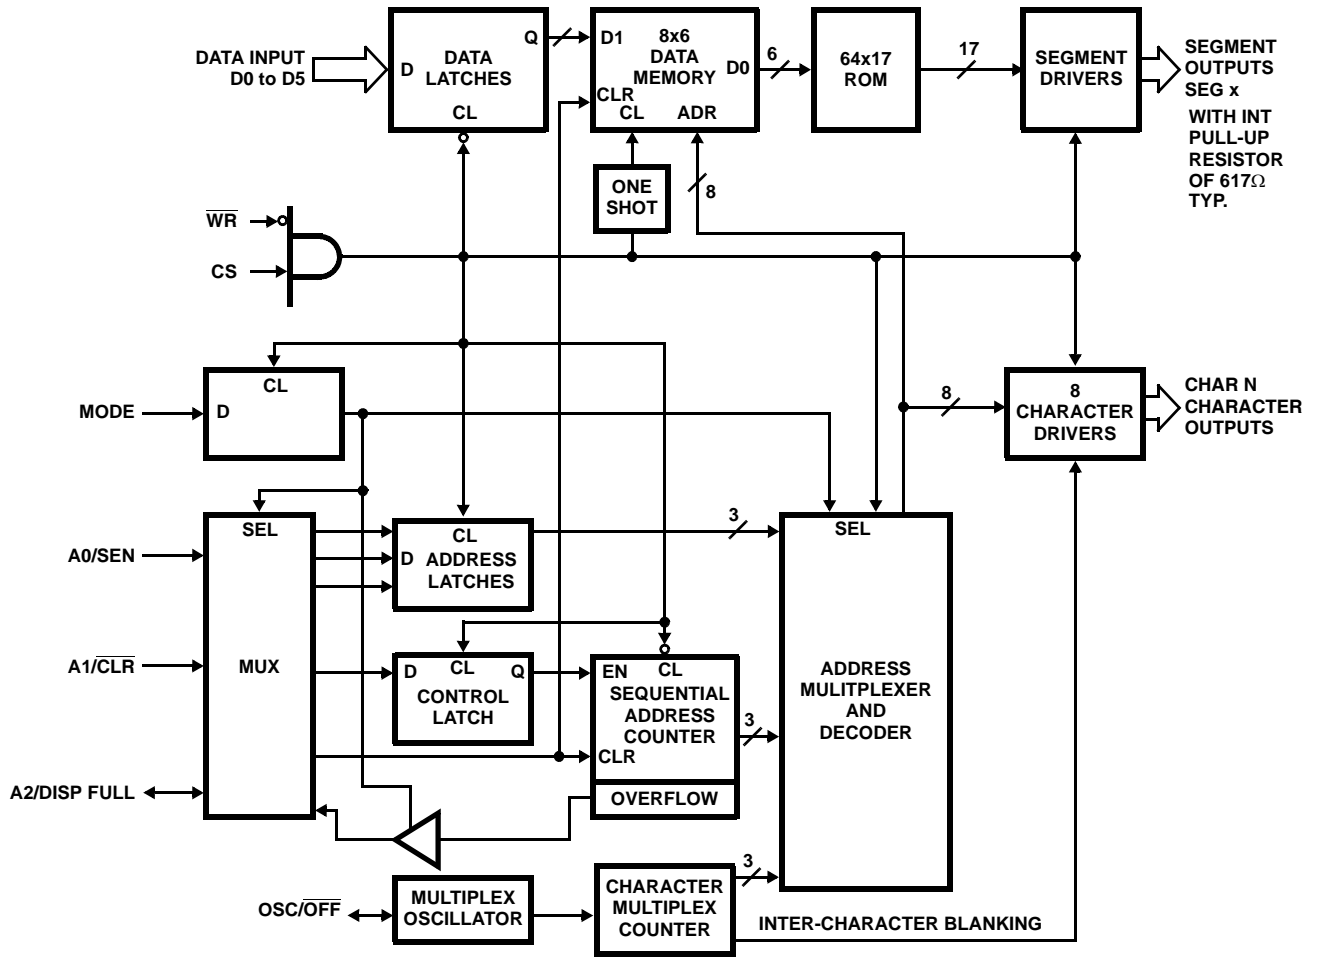 DATA INPUT
D0 to D5
D
Q
DATA
LATCHES
CL
D1
8x6
DATA
MEMORY
D0
CLR
CL
ADR
6
64x17
ROM
17
SEGMENT
DRIVERS
SEGMENT
OUTPUTS
SEG x
WITH INT
PULL-UP
RESISTOR
OF 617Ω
TYP.
ONE
SHOT
8
WR
CS
MODE
CL
D
8
8
CHARACTER
DRIVERS
CHAR N
CHARACTER
OUTPUTS
A0/SEN
A1/CLR
A2/DISP FULL
SEL
MUX
CL
D
ADDRESS
LATCHES
3
SEL
ADDRESS
MULITPLEXER
AND
DECODER
D
CL
Q
CONTROL
LATCH
EN
CL
SEQUENTIAL
ADDRESS
COUNTER
CLR
OVERFLOW
3
OSC/OFF
MULTIPLEX
OSCILLATOR
CHARACTER
MULTIPLEX
COUNTER
3
INTER-CHARACTER BLANKING